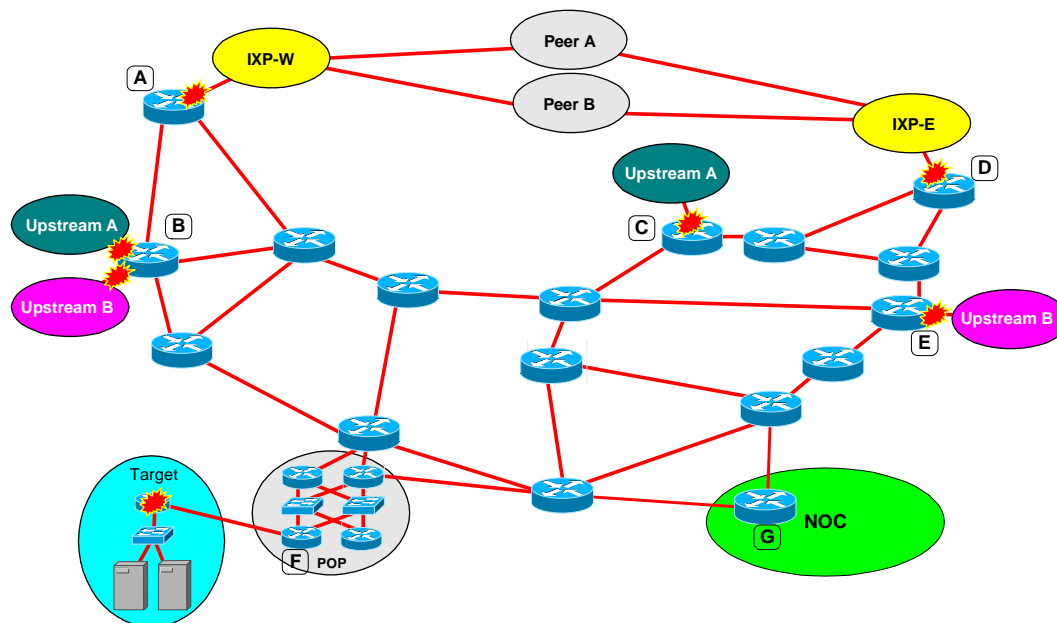 Peer A
IXP-W
A
Peer B
IXP-E
Upstream A
D
Upstream A
B
C
Upstream B
Upstream B
E
Target
NOC
G
F
POP